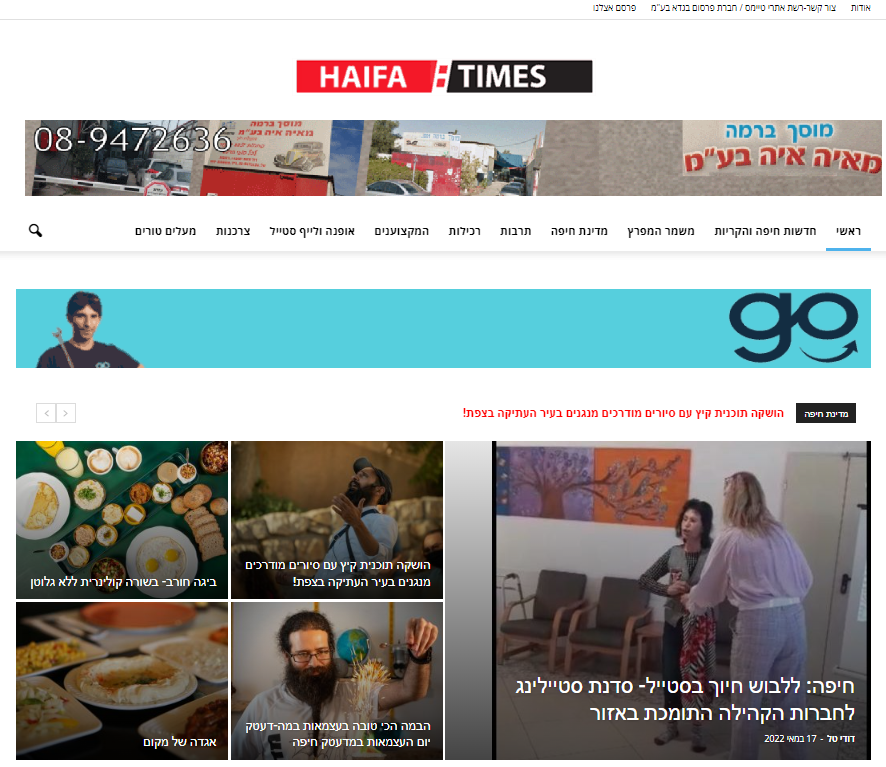 אודות
צור קשר-רשת אתרי טיימס / חברת פרסום בנדא בע"מ
פרסם אצלנו
HAIFA TIMES
08-9472636
מוסך ברמה
מאיה איה בע"מ
ראשי
חדשות חיפה והקריות
משמר המפרץ
מדינת חיפה
תרבות
רכילות
המקצוענים
אופנה ולייף סטייל
צרכנות
מעלים טורים
go
מדינת חיפה
הושקה תוכנית קיץ עם סיורים מודרכים מנגנים בעיר העתיקה בצפת!
חיפה: ללבוש חיוך בסטייל- סדנת סטיילינג
לחברות הקהילה התומכת באזור
דודי טל - 17 במאי 2022
הושקה תוכנית קיץ עם סיורים מודרכים
מנגנים בעיר העתיקה בצפת!
ביגה חורב- בשורה קולינרית ללא גלוטן
הבמה הכי טובה בעצמאות במה-דעטק
יום העצמאות במדעטק חיפה
אגדה של מקום